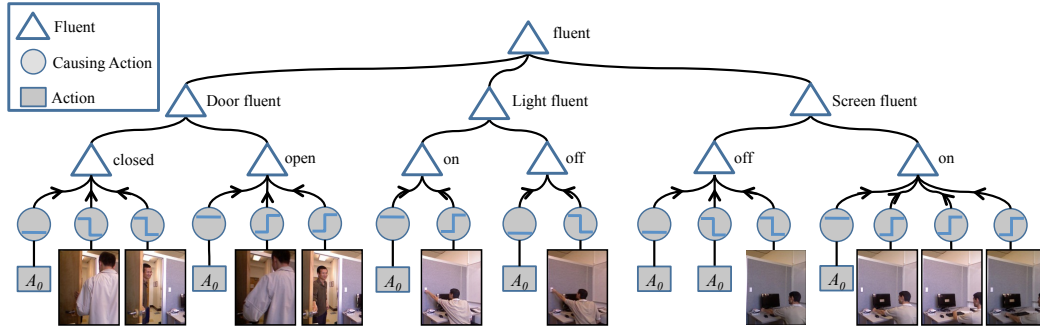 Fluent
Causing Action
Action
fluent
Door fluent
Light fluent
Screen fluent
closed
open
on
off
off
on
A₀
A₀
A₀
A₀
A₀
A₀
A₀